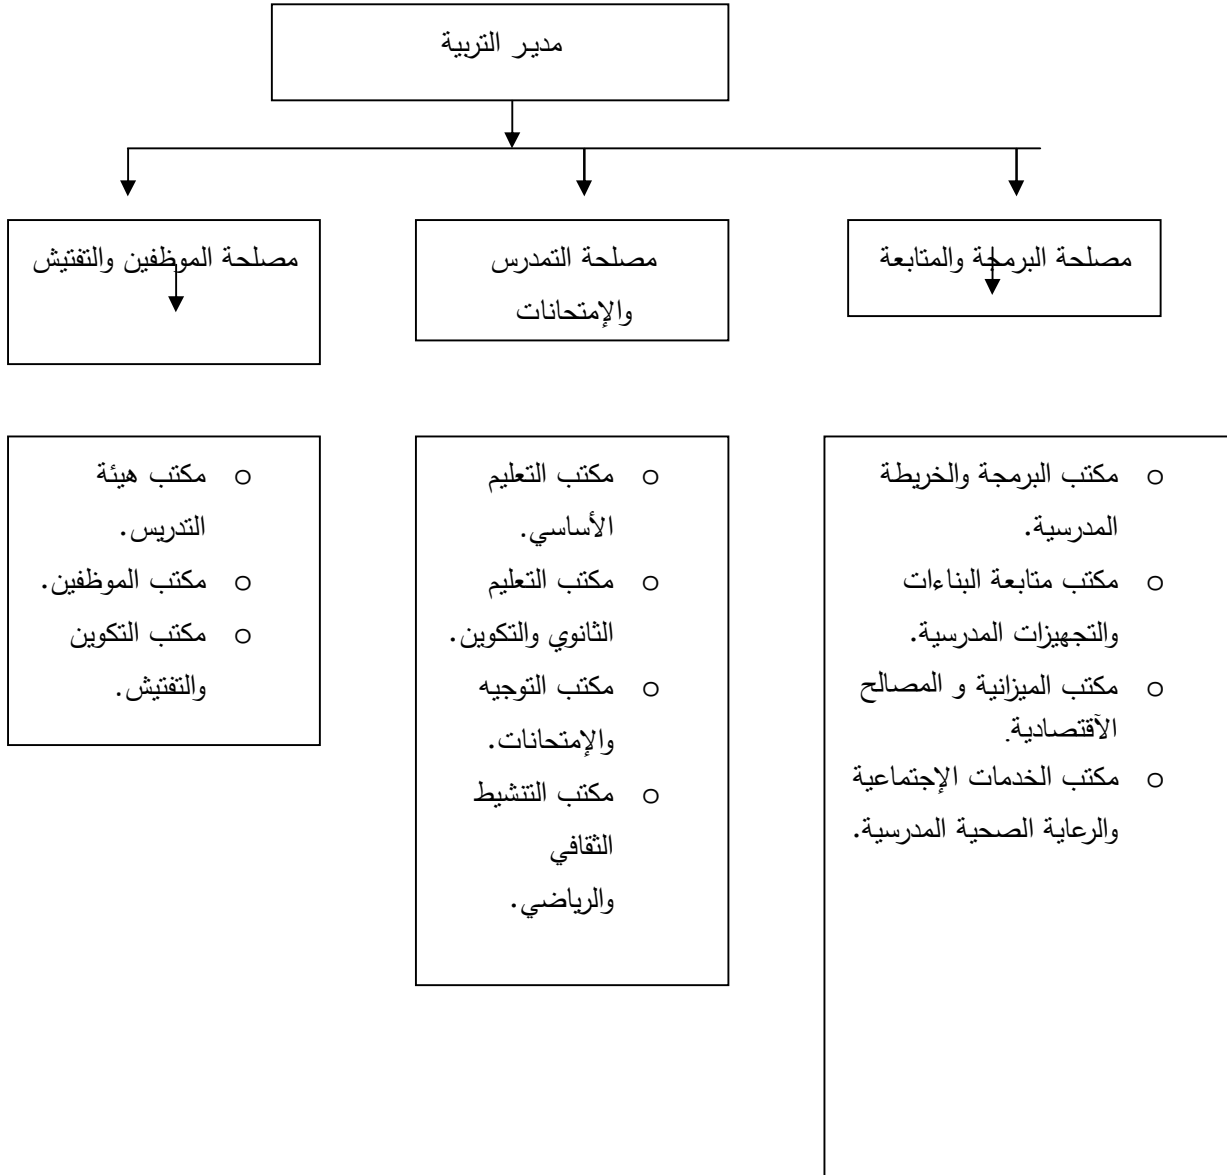 مديـر التربية
مصلحة البرمجة والمتابعة
مصلحة التمدرس
والإمتحانات
مصلحة الموظفين والتفتيش
o مكتب البرمجة والخريطة
المدرسية.
o مكتب متابعة البناءات
والتجهيزات المدرسية.
o مكتب الميزانية و المصالح
الآقتصادية.
o مكتب الخدمات الإجتماعية
والرعاية الصحية المدرسية.
o مكتب التعليم
الأساسي.
o مكتب التعليم
الثانوي والتكوين.
o مكتب التوجيه
والإمتحانات.
o مكتب التنشيط
الثقافي
والرياضي.
o مكتب هيئة
التدريس.
o مكتب الموظفين.
o مكتب التكوين
والتفتيش.